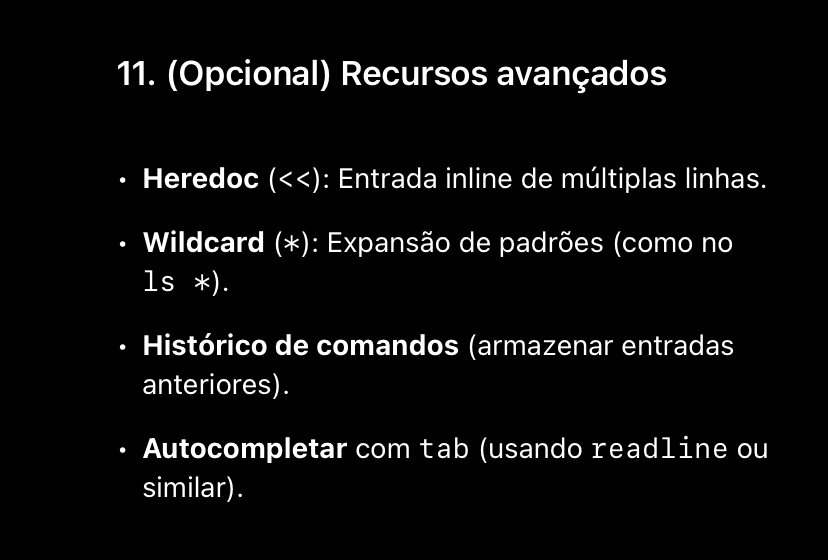 11. (Opcional) Recursos avançados
• Heredoc (<<): Entrada inline de múltiplas linhas.
• Wildcard (*): Expansão de padrões (como no
ls *).
• Histórico de comandos (armazenar entradas
anteriores).
• Autocompletar com tab (usando readline ou
similar).